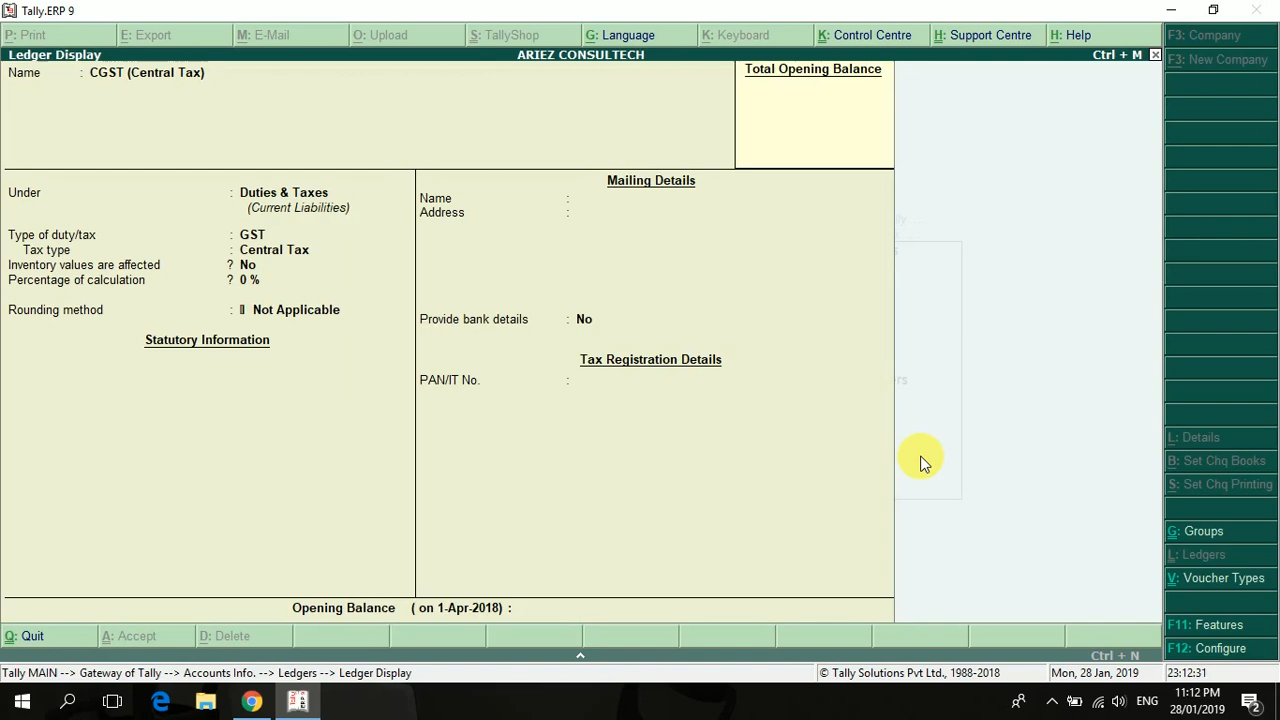 Tally.ERP 9
P: Print E: Export M: E-Mail O: Upload S: TallyShop G: Language K: Keyboard K: Control Centre H: Support Centre H: Help F3: Company
Ledger Display ARIEZ CONSULTECH Ctrl + M F3: New Company
Name : CGST (Central Tax) Total Opening Balance
Mailing Details
Under : Duties & Taxes Name :
(Current Liabilities) Address :
Type of duty/tax : GST
Tax type : Central Tax
Inventory values are affected ? No
Percentage of calculation ? 0 %
Rounding method : Not Applicable Provide bank details : No
Statutory Information Tax Registration Details
PAN/IT No. :
L: Details
B: Set Chq Books
S: Set Chq Printing
G: Groups
L: Ledgers
V: Voucher Types
Opening Balance ( on 1-Apr-2018) :
F11: Features
Q: Quit A: Accept D: Delete F12: Configure
Ctrl + N
Tally MAIN --> Gateway of Tally --> Accounts Info. --> Ledgers --> Ledger Display © Tally Solutions Pvt Ltd., 1988-2018 Mon, 28 Jan, 2019 23:12:31
ENG 11:12 PM
28/01/2019 2